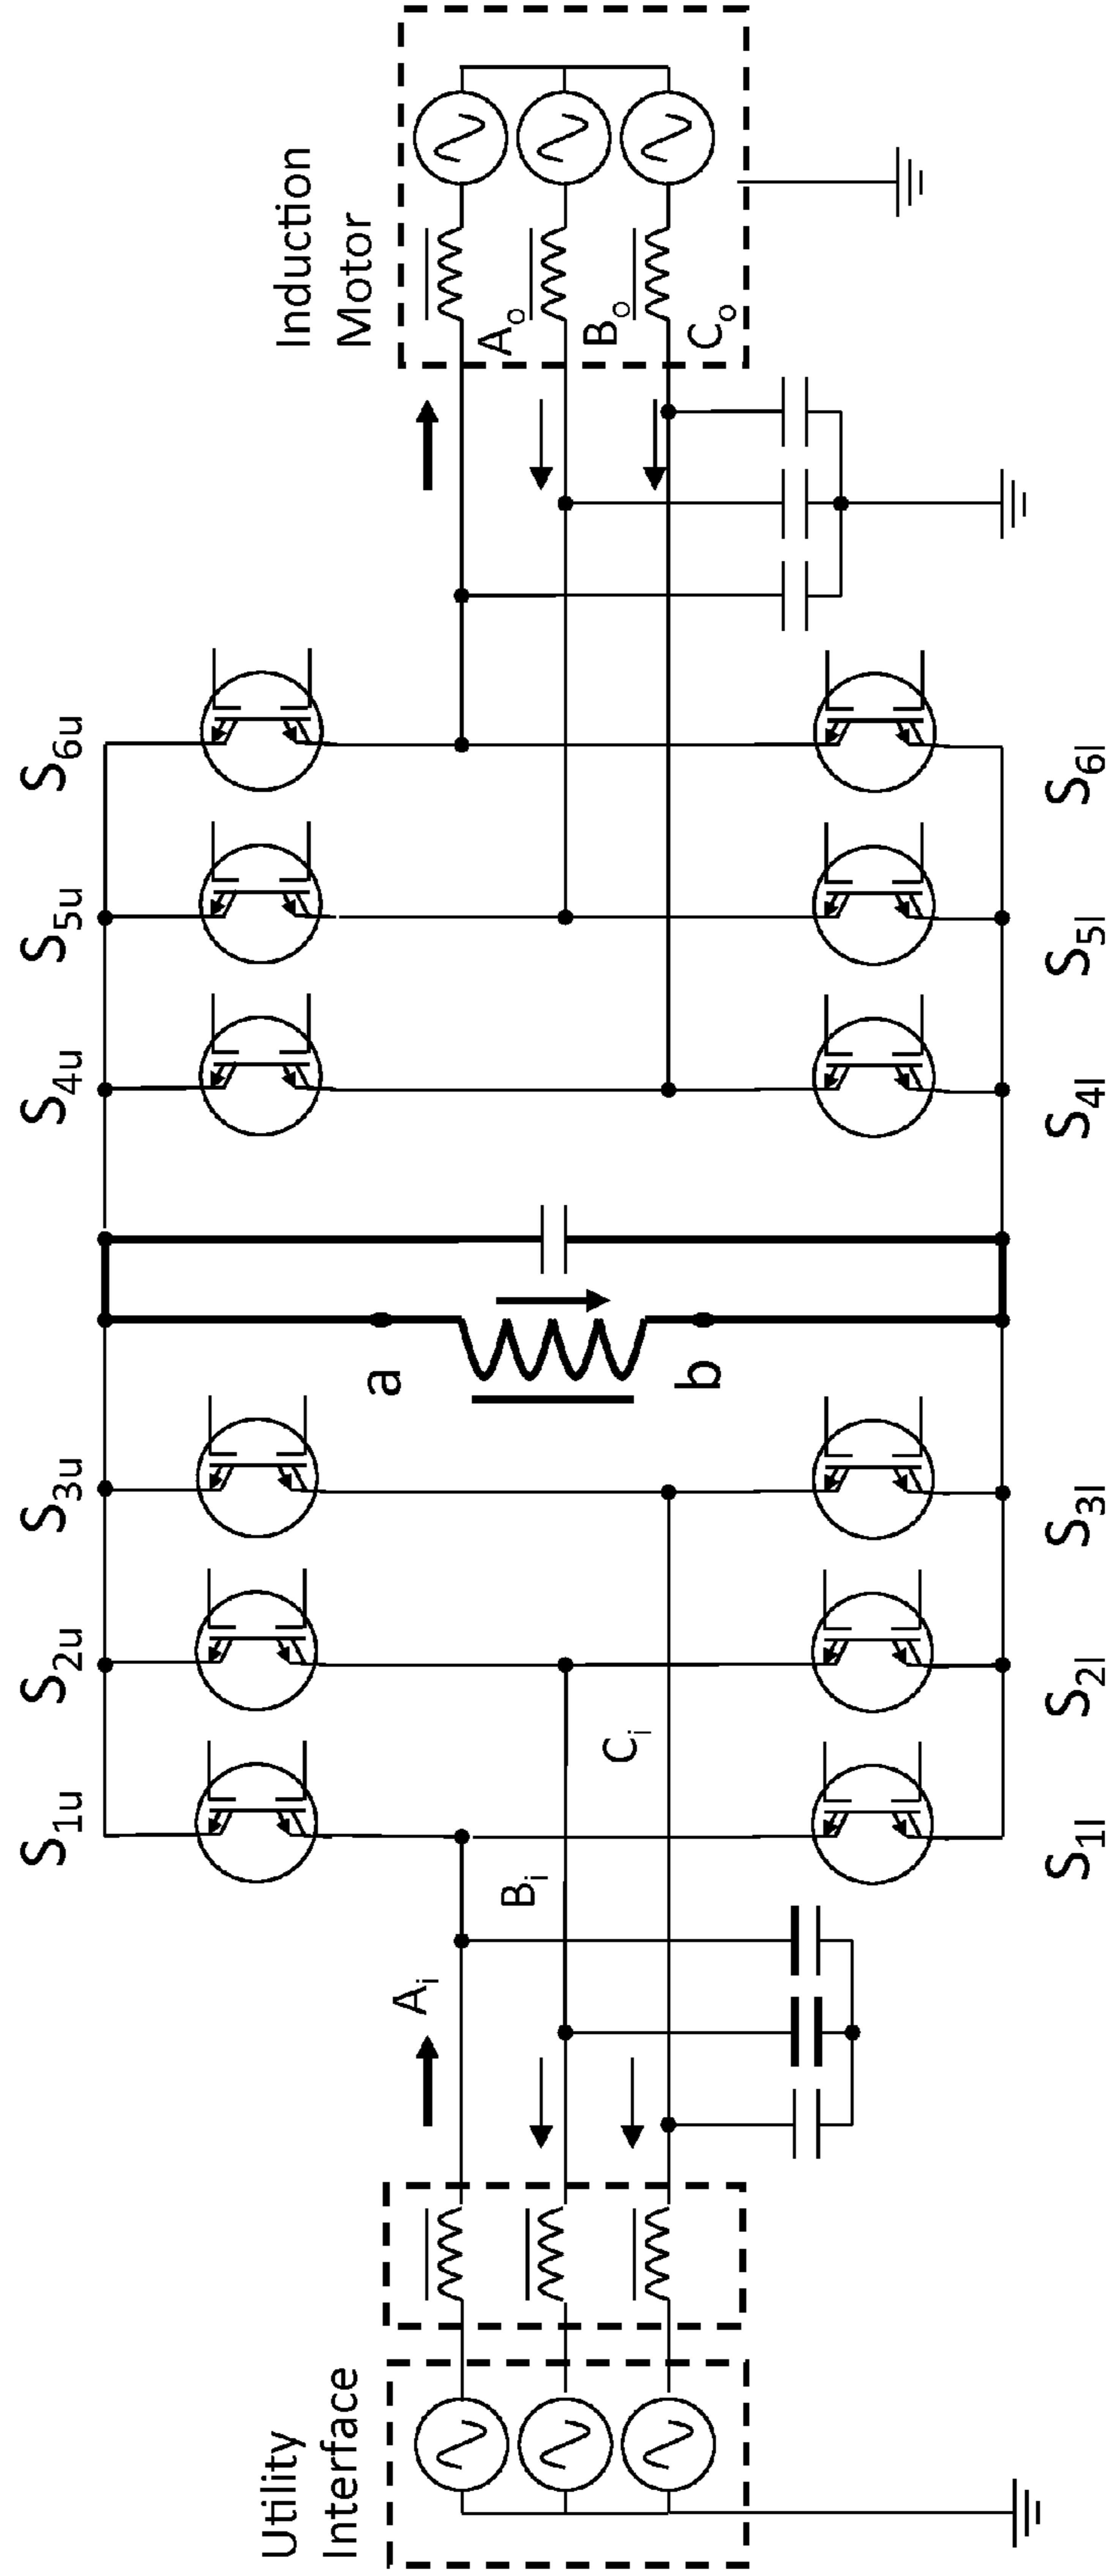 Utility
Interface
Induction
Motor
S1u
S2u
S3u
S4u
S5u
S6u
Ai
Bi
Ci
a
b
Ao
Bo
Co
S1l
S2l
S3l
S4l
S5l
S6l